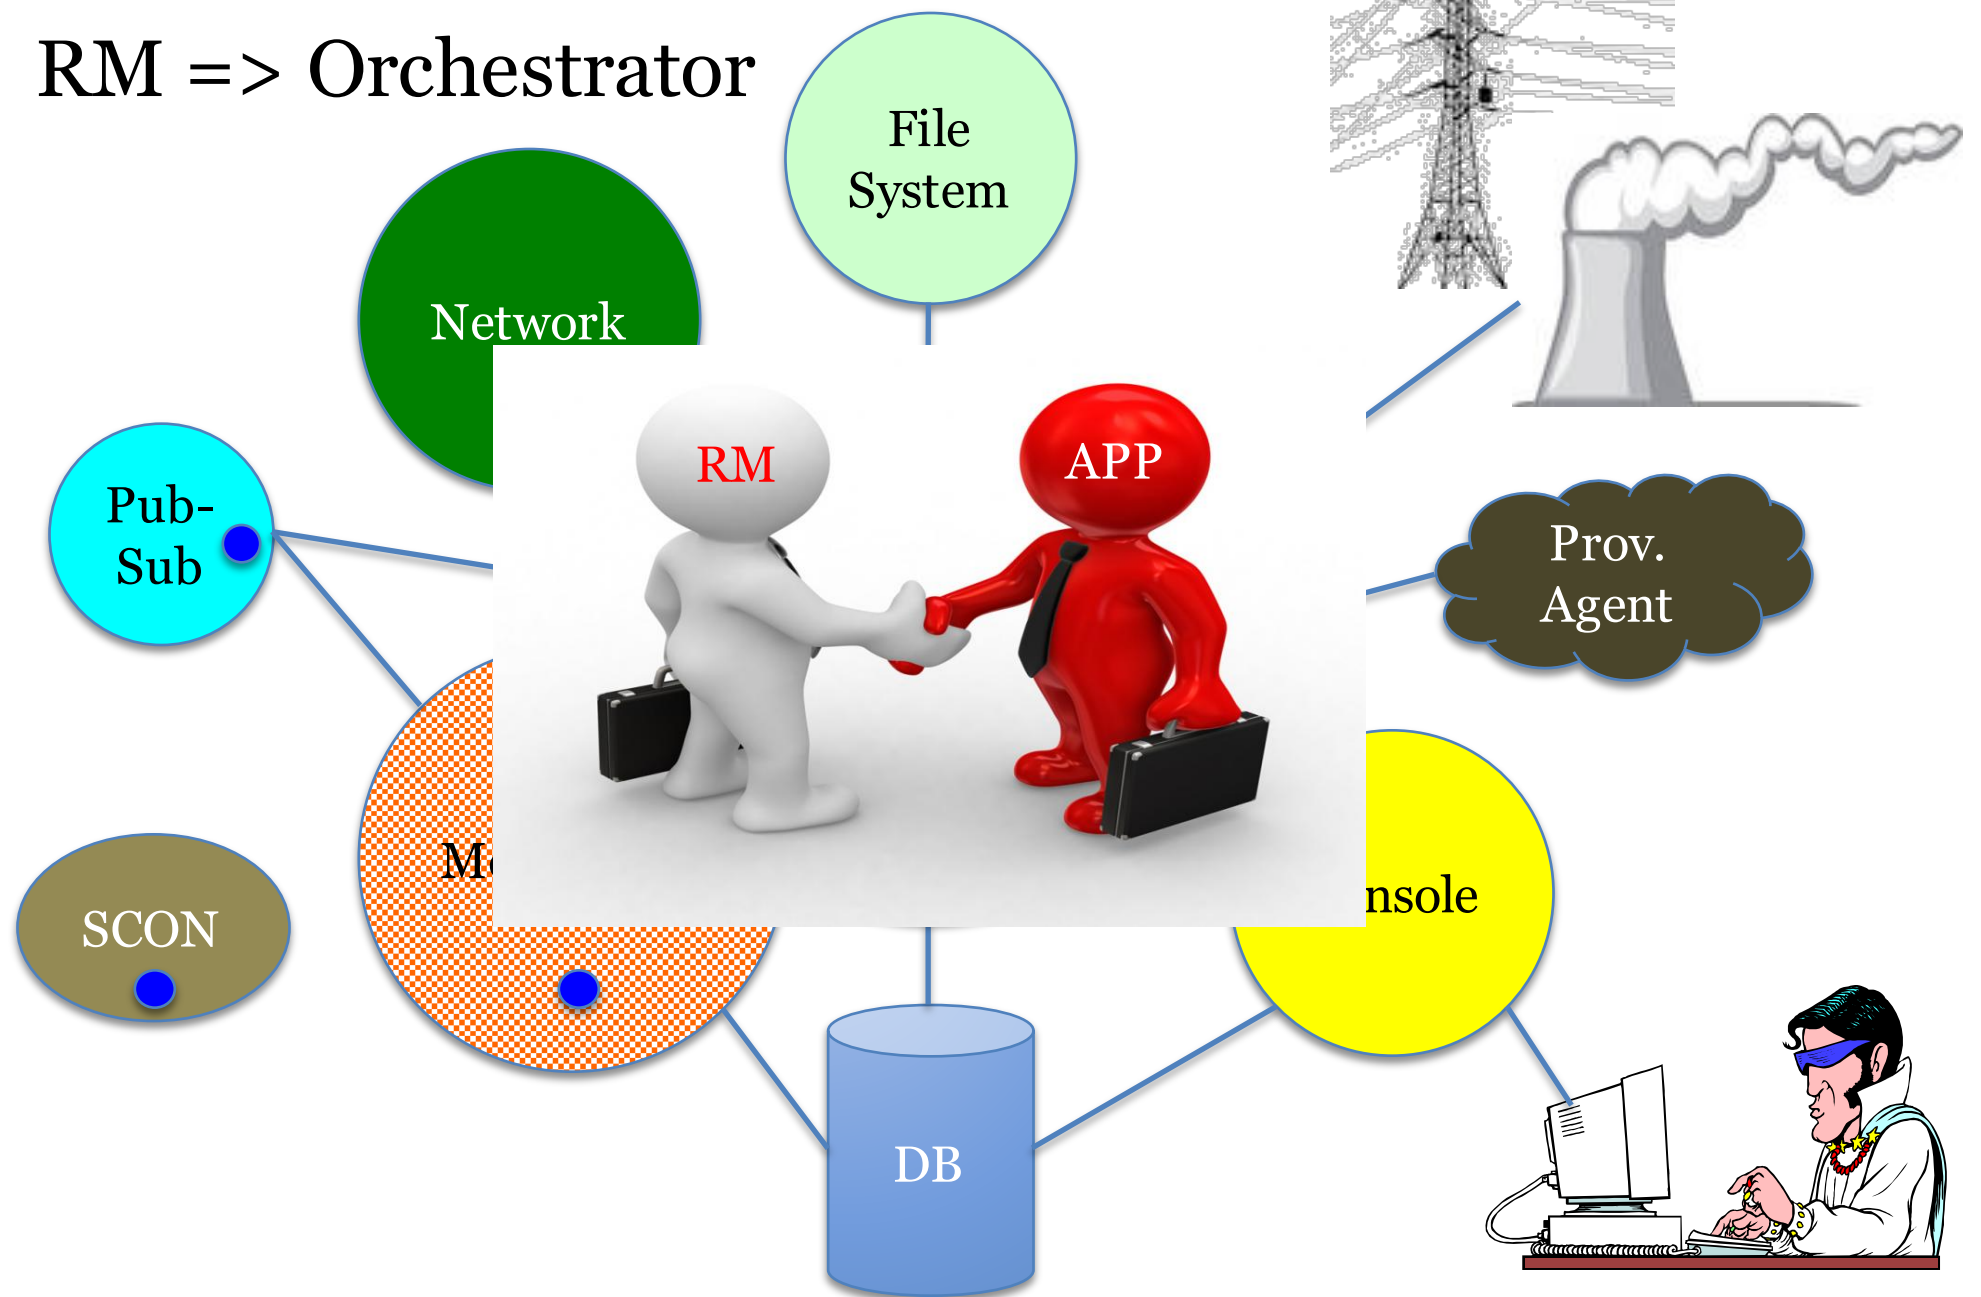 RM => Orchestrator
File
System
Network
RM
APP
Pub-
Sub
Prov.
Agent
nsole
SCON
DB